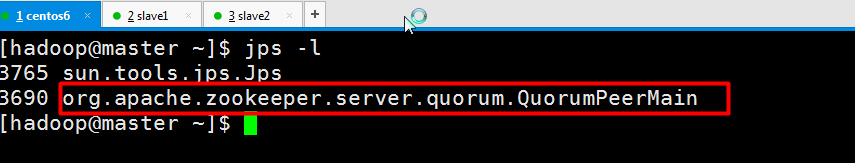 1 centos6 × 2 slave1 × 3 slave2 × +
[hadoop@master ~]$ jps -l
3765 sun.tools.jps.Jps
3690 org.apache.zookeeper.server.quorum.QuorumPeerMain
[hadoop@master ~]$